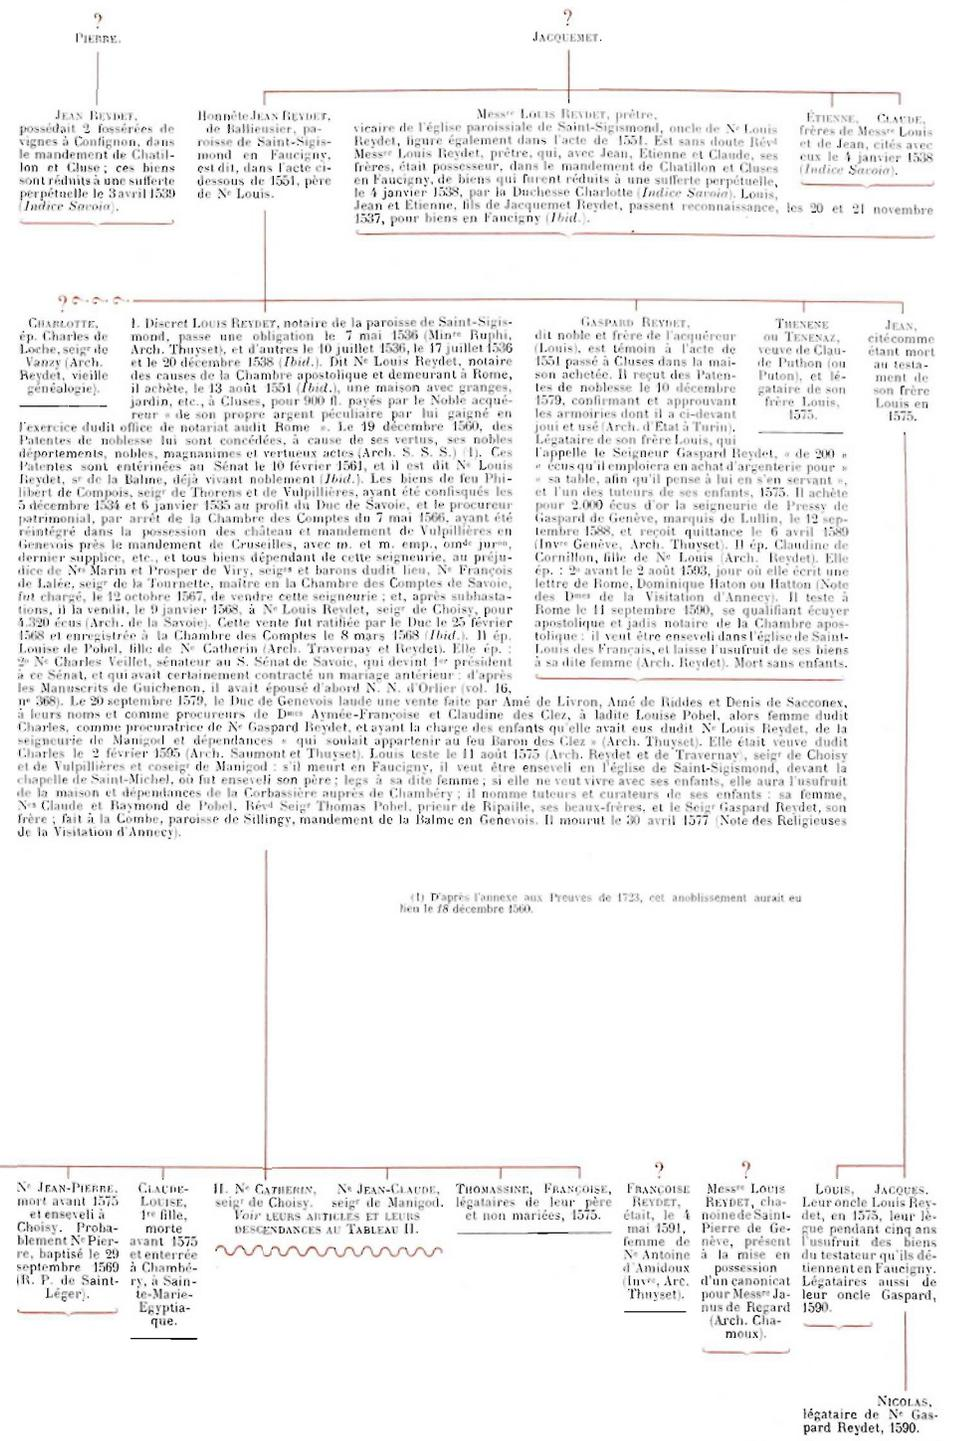 ?
PIERRE.
?
JACQUEMET.
JEAN REYDET,
possédait 2 fossérées de
vignes à Confignon, dans
le mandement de Chatil-
lon et Cluse ; ces biens
sont réduits à une sufferte
perpétuelle le 3 avril 1539
(Indice Savoia).
Honnête JEAN REYDET,
de Ballieusier, pa-
roisse de Saint-Sigis-
mond en Faucigny,
est dit, dans l'acte ci-
dessous de 1551, père
de Ne Louis.
Messre LOUIS REYDET, prêtre,
vicaire de l'église paroissiale de Saint-Sigismond, oncle de Ne Louis
Reydet, figure également dans l'acte de 1551. Est sans doute Révd
Messre Louis Reydet, prêtre, qui, avec Jean, Etienne et Claude, ses
frères, était possesseur, dans le mandement de Chatillon et Cluses
en Faucigny, de biens qui furent réduits à une sufferte perpétuelle,
le 4 janvier 1538, par la Duchesse Charlotte (Indice Savoia). Louis,
Jean et Etienne, fils de Jacquemet Reydet, passent reconnaissance, les 20 et 21 novembre
1537, pour biens en Faucigny (Ibid.).
ÉTIENNE, CLAUDE,
frères de Messre Louis
et de Jean, cités avec
eux le 4 janvier 1538
(Indice Savoia).
?
CHARLOTTE,
ép. Charles de
Loche, seigr de
Vanzy (Arch.
Reydet, vieille
généalogie).
I. Discret LOUIS REYDET, notaire de la paroisse de Saint-Sigis-
mond, passe une obligation le 7 mai 1536 (Minre Ruphi,
Arch. Thuyset), et d'autres le 10 juillet 1536, le 17 juillet 1536
et le 20 décembre 1538 (Ibid.). Dit Ne Louis Reydet, notaire
des causes de la Chambre apostolique et demeurant à Rome,
il achète, le 13 août 1551 (Ibid.), une maison avec granges,
jardin, etc., à Cluses, pour 900 fl. payés par le Noble acqué-
reur « de son propre argent péculiaire par lui gaigné en
l'exercice dudit office de notariat audit Rome ». Le 19 décembre 1560, des
Patentes de noblesse lui sont concédées, à cause de ses vertus, ses nobles
déportements, nobles, magnanimes et vertueux actes (Arch. S. S. S.) (1). Ces
Patentes sont entérinées au Sénat le 10 février 1561, et il est dit Ne Louis
Reydet, sr de la Balme, déjà vivant noblement (Ibid.). Les biens de feu Phi-
libert de Compois, seigr de Thorens et de Vulpillières, ayant été confisqués les
5 décembre 1534 et 6 janvier 1535 au profit du Duc de Savoie, et le procureur
patrimonial, par arrêt de la Chambre des Comptes du 7 mai 1566, ayant été
réintégré dans la possession des château et mandement de Vulpillières en
Genevois près le mandement de Cruseilles, avec m. et m. emp., omde juron,
dernier supplice, etc., et tous biens dépendant de cette seigneurie, au préju-
dice de Nes Marin et Prosper de Viry, seigrs et barons dudit lieu, Ne François
de Lalée, seigr de la Tournette, maître en la Chambre des Comptes de Savoie,
fut chargé, le 12 octobre 1567, de vendre cette seigneurie ; et, après subhasta-
tions, il la vendit, le 9 janvier 1568, à Ne Louis Reydet, seigr de Choisy, pour
4.320 écus (Arch. de la Savoie). Cette vente fut ratifiée par le Duc le 25 février
1568 et enregistrée à la Chambre des Comptes le 8 mars 1568 (Ibid.). Il ép.
Louise de Pobel, fille de Ne Catherin (Arch. Travernay et Reydet). Elle ép. :
2o Ne Charles Veillet, sénateur au S. Sénat de Savoie, qui devint 1er président
à ce Sénat, et qui avait certainement contracté un mariage antérieur : d'après
les Manuscrits de Guichenon, il avait épousé d'abord N. N. d'Orlier (vol. 16,
no 368). Le 20 septembre 1579, le Duc de Genevois laude une vente faite par Amé de Livron, Amé de Riddes et Denis de Sacconex,
à leurs noms et comme procureurs de Dmes Aymée-Françoise et Claudine des Clez, à ladite Louise Pobel, alors femme dudit
Charles, comme procuratrice de Ne Gaspard Reydet, et ayant la charge des enfants qu'elle avait eus dudit Ne Louis Reydet, de la
seigneurie de Manigod et dépendances « qui soulait appartenir au feu Baron des Clez » (Arch. Thuyset). Elle était veuve dudit
Charles le 2 février 1595 (Arch. Saumont et Thuyset). Louis teste le 11 août 1575 (Arch. Reydet et de Travernay), seigr de Choisy
et de Vulpillières et coseigr de Manigod : s'il meurt en Faucigny, il veut être enseveli en l'église de Saint-Sigismond, devant la
chapelle de Saint-Michel, où fut enseveli son père ; legs à sa dite femme ; si elle ne veut vivre avec ses enfants, elle aura l'usufruit
de la maison et dépendances de la Corbassière auprès de Chambéry ; il nomme tuteurs et curateurs de ses enfants : sa femme,
Nes Claude et Raymond de Pobel, Révd Seigr Thomas Pobel, prieur de Ripaille, ses beaux-frères, et le Seigr Gaspard Reydet, son
frère ; fait à la Combe, paroisse de Sillingy, mandement de la Balme en Genevois. Il mourut le 30 avril 1577 (Note des Religieuses
de la Visitation d'Annecy).
GASPARD REYDET,
dit noble et frère de l'acquéreur
(Louis), est témoin à l'acte de
1551 passé à Cluses dans la mai-
son achetée. Il reçut des Paten-
tes de noblesse le 10 décembre
1579, confirmant et approuvant
les armoiries dont il a ci-devant
joui et usé (Arch. d'Etat à Turin).
Légataire de son frère Louis, qui
l'appelle le Seigneur Gaspard Reydet, « de 200 »
« écus qu'il emploiera en achat d'argenterie pour »
« sa table, afin qu'il pense à lui en s'en servant »,
et l'un des tuteurs de ses enfants, 1575. Il achète
pour 2.000 écus d'or la seigneurie de Pressy de
Gaspard de Genève, marquis de Lullin, le 12 sep-
tembre 1588, et reçoit quittance le 6 avril 1589
(Invre Genève, Arch. Thuyset). Il ép. Claudine de
Cornillon, fille de Ne Louis (Arch. Reydet). Elle
ép. : 2o avant le 2 août 1593, jour où elle écrit une
lettre de Rome, Dominique Haton ou Hatton (Note
des Dmes de la Visitation d'Annecy). Il teste à
Rome le 11 septembre 1590, se qualifiant écuyer
apostolique et jadis notaire de la Chambre apos-
tolique : il veut être enseveli dans l'église de Saint-
Louis des Français, et laisse l'usufruit de ses biens
à sa dite femme (Arch. Reydet). Mort sans enfants.
THENENE
OU TENENAZ,
veuve de Clau-
de Puthon (ou
Puton), et lé-
gataire de son
frère Louis,
1575.
JEAN,
cité comme
étant mort
au testa-
ment de
son frère
Louis en
1575.
(1) D'après l'annexe aux Preuves de 1723, cet anoblissement aurait eu
lieu le 18 décembre 1560.
Ne JEAN-PIERRE,
mort avant 1575
et enseveli à
Choisy. Proba-
blement Ne Pier-
re, baptisé le 29
septembre 1569
(R. P. de Saint-
Léger).
CLAUDE-
LOUISE,
1re fille,
morte
avant 1575
et enterrée
à Chambé-
ry, à Sain-
te-Marie-
Egyptia-
que.
II. Ne CATHERIN, Ne JEAN-CLAUDE,
seigr de Choisy. seigr de Manigod.
Voir LEURS ARTICLES ET LEURS
DESCENDANCES AU TABLEAU II.
THOMASSINE, FRANÇOISE,
légataires de leur père
et non mariées, 1575.
?
FRANÇOISE
REYDET,
était, le 4
mai 1591,
femme de
Ne Antoine
d'Amidoux
(Invre, Arc.
Thuyset).
?
Messre LOUIS
REYDET, cha-
noine de Saint-
Pierre de Ge-
nève, présent
à la mise en
possession
d'un canonicat
pour Messre Ja-
nus de Regard
(Arch. Cha-
moux).
LOUIS, JACQUES.
Leur oncle Louis Rey-
det, en 1575, leur lè-
gue pendant cinq ans
l'usufruit des biens
du testateur qu'ils dé-
tiennent en Faucigny.
Légataires aussi de
leur oncle Gaspard,
1590.
NICOLAS,
légataire de Ne Gas-
pard Reydet, 1590.